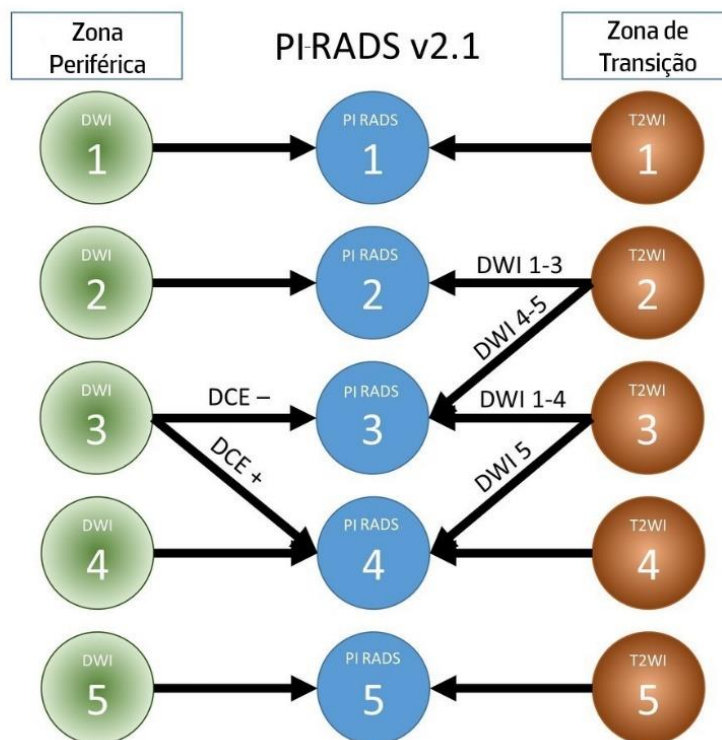 Zona
Periférica
PI-RADS v2.1
Zona de
Transição
DWI
1
PI RADS
1
T2WI
1
DWI
2
PI RADS
2
DWI 1-3
T2WI
2
DWI 4-5
DWI
3
DCE –
PI RADS
3
DWI 1-4
T2WI
3
DCE +
DWI 5
DWI
4
PI RADS
4
T2WI
4
DWI
5
PI RADS
5
T2WI
5